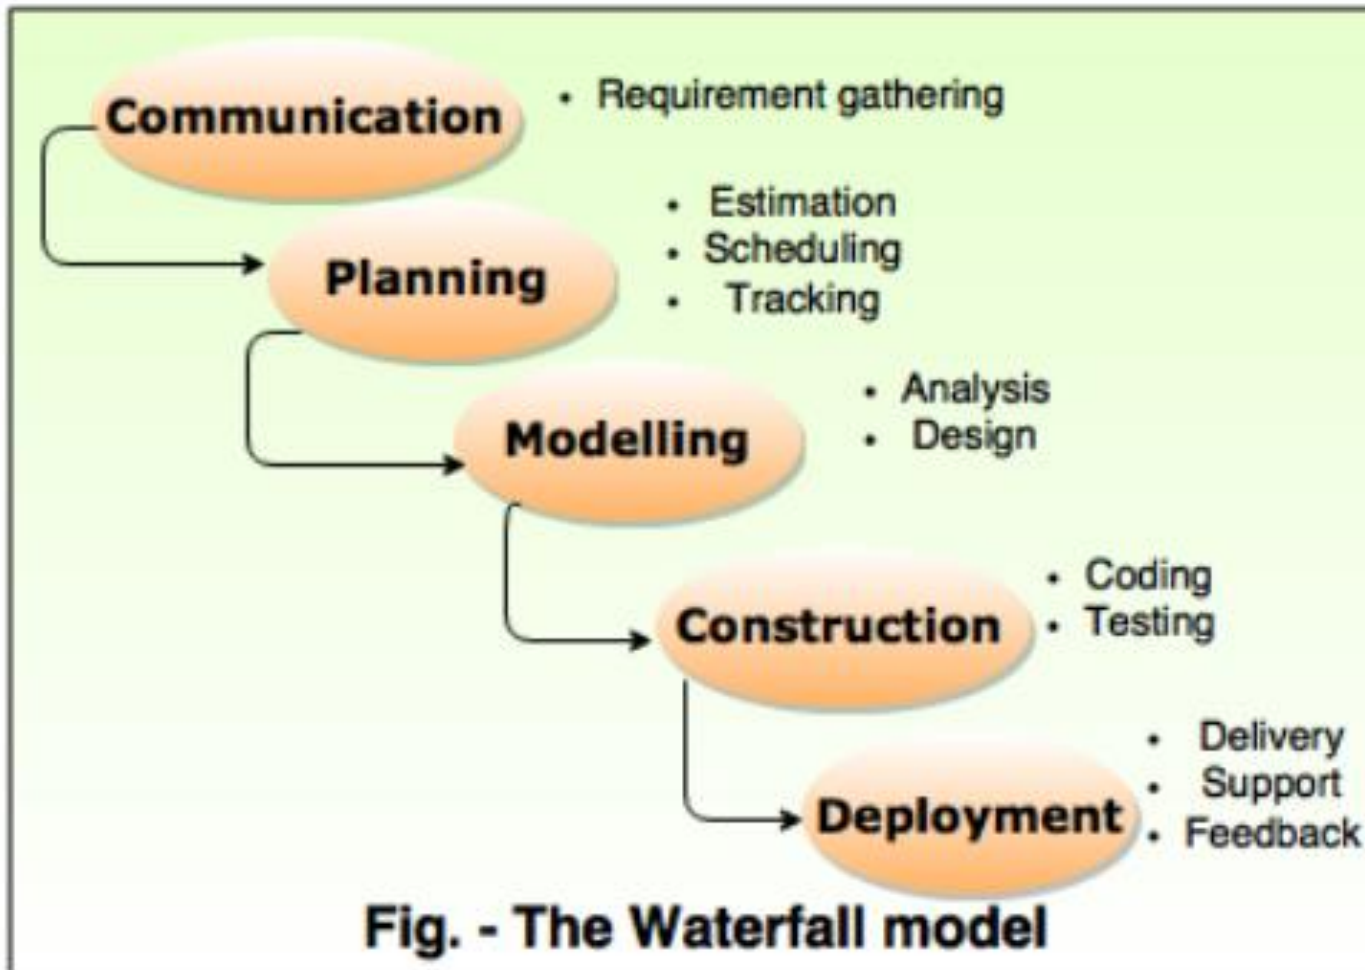 Communication
• Requirement gathering
Planning
• Estimation
• Scheduling
• Tracking
Modelling
• Analysis
• Design
Construction
• Coding
• Testing
Deployment
• Delivery
• Support
• Feedback
Fig. - The Waterfall model